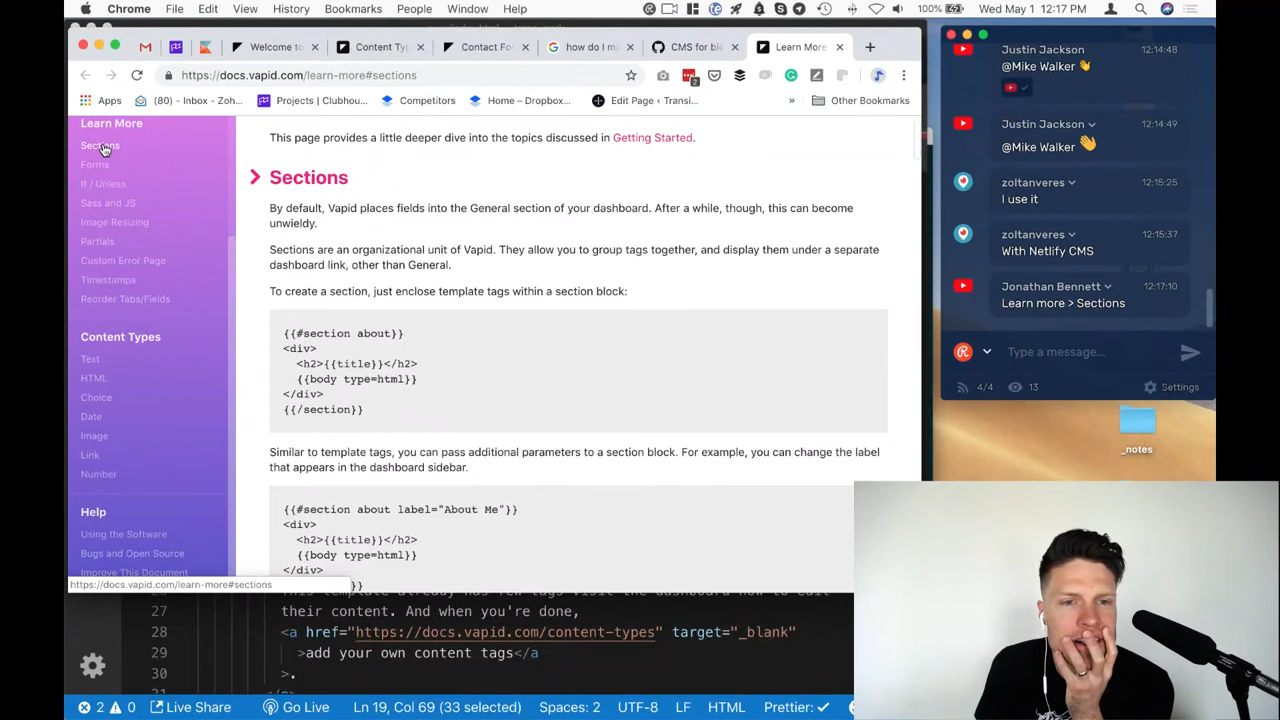 Chrome File Edit View History Bookmarks People Window Help 100% Wed May 1 12:17 PM
Welcome to Content Typ Contact Fo how do I ma CMS for ble Learn More
https://docs.vapid.com/learn-more#sections
Apps (80) - Inbox - Zoh... Projects | Clubhou... Competitors Home – Dropbox... Edit Page ‹ Transi... » Other Bookmarks
Learn More
Sections
Forms
If / Unless
Sass and JS
Image Resizing
Partials
Custom Error Page
Timestamps
Reorder Tabs/Fields
Content Types
Text
HTML
Choice
Date
Image
Link
Number
Help
Using the Software
Bugs and Open Source
Improve This Document
https://docs.vapid.com/learn-more#sections
This page provides a little deeper dive into the topics discussed in Getting Started.
Sections
By default, Vapid places fields into the General section of your dashboard. After a while, though, this can become
unwieldy.
Sections are an organizational unit of Vapid. They allow you to group tags together, and display them under a separate
dashboard link, other than General.
To create a section, just enclose template tags within a section block:
{{#section about}}
<div>
<h2>{{title}}</h2>
{{body type=html}}
</div>
{{/section}}
Similar to template tags, you can pass additional parameters to a section block. For example, you can change the label
that appears in the dashboard sidebar.
{{#section about label="About Me"}}
<div>
<h2>{{title}}</h2>
{{body type=html}}
</div>
Justin Jackson 12:14:48
@Mike Walker 👋
Justin Jackson 12:14:49
@Mike Walker 👋
zoltanveres 12:15:25
I use it
zoltanveres 12:15:37
With Netlify CMS
Jonathan Bennett 12:17:10
Learn more > Sections
Type a message...
4/4 13 Settings
_notes
27 their content. And when you're done,
28 <a href="https://docs.vapid.com/content-types" target="_blank"
29 >add your own content tags</a
30 >.
2 0 Live Share Go Live Ln 19, Col 69 (33 selected) Spaces: 2 UTF-8 LF HTML Prettier: ✓